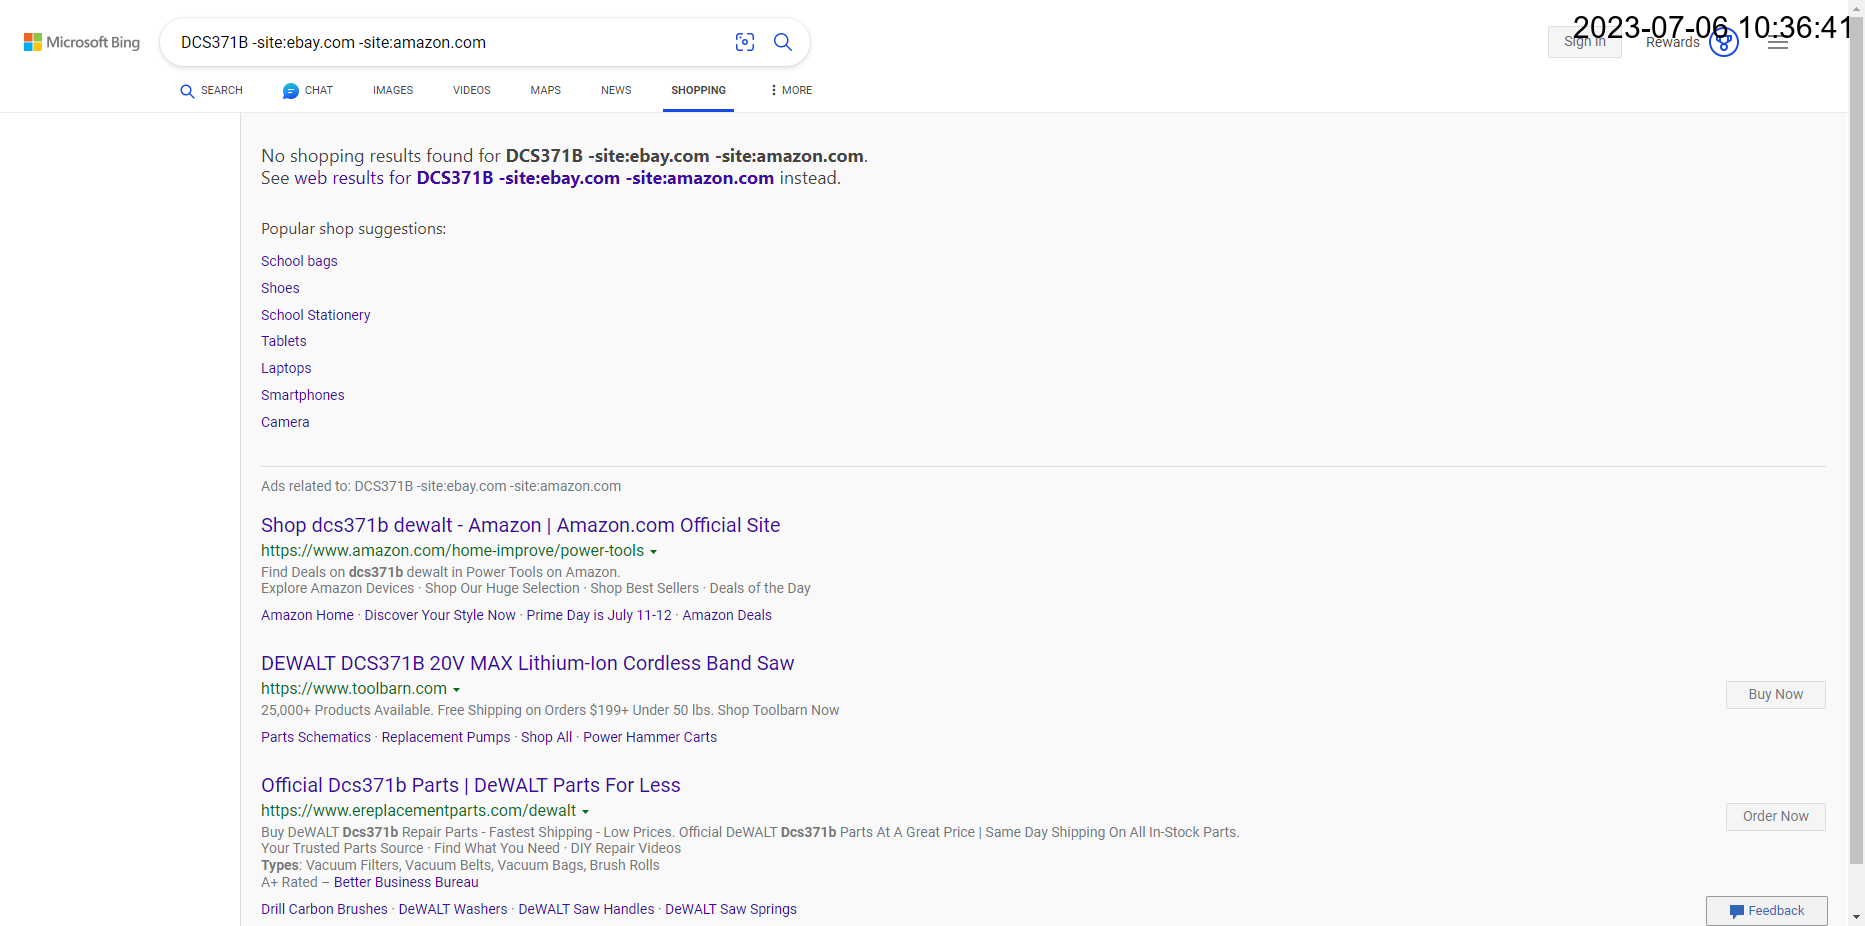 Microsoft Bing
DCS371B -site:ebay.com -site:amazon.com
2023-07-06 10:36:41
Sign in
Rewards
SEARCH
CHAT
IMAGES
VIDEOS
MAPS
NEWS
SHOPPING
MORE
No shopping results found for DCS371B -site:ebay.com -site:amazon.com.
See web results for DCS371B -site:ebay.com -site:amazon.com instead.
Popular shop suggestions:
School bags
Shoes
School Stationery
Tablets
Laptops
Smartphones
Camera
Ads related to: DCS371B -site:ebay.com -site:amazon.com
Shop dcs371b dewalt - Amazon | Amazon.com Official Site
https://www.amazon.com/home-improve/power-tools
Find Deals on dcs371b dewalt in Power Tools on Amazon.
Explore Amazon Devices · Shop Our Huge Selection · Shop Best Sellers · Deals of the Day
Amazon Home · Discover Your Style Now · Prime Day is July 11-12 · Amazon Deals
DEWALT DCS371B 20V MAX Lithium-Ion Cordless Band Saw
https://www.toolbarn.com
25,000+ Products Available. Free Shipping on Orders $199+ Under 50 lbs. Shop Toolbarn Now
Buy Now
Parts Schematics · Replacement Pumps · Shop All · Power Hammer Carts
Official Dcs371b Parts | DeWALT Parts For Less
https://www.ereplacementparts.com/dewalt
Order Now
Buy DeWALT Dcs371b Repair Parts - Fastest Shipping - Low Prices. Official DeWALT Dcs371b Parts At A Great Price | Same Day Shipping On All In-Stock Parts.
Your Trusted Parts Source · Find What You Need · DIY Repair Videos
Types: Vacuum Filters, Vacuum Belts, Vacuum Bags, Brush Rolls
A+ Rated – Better Business Bureau
Drill Carbon Brushes · DeWALT Washers · DeWALT Saw Handles · DeWALT Saw Springs
Feedback